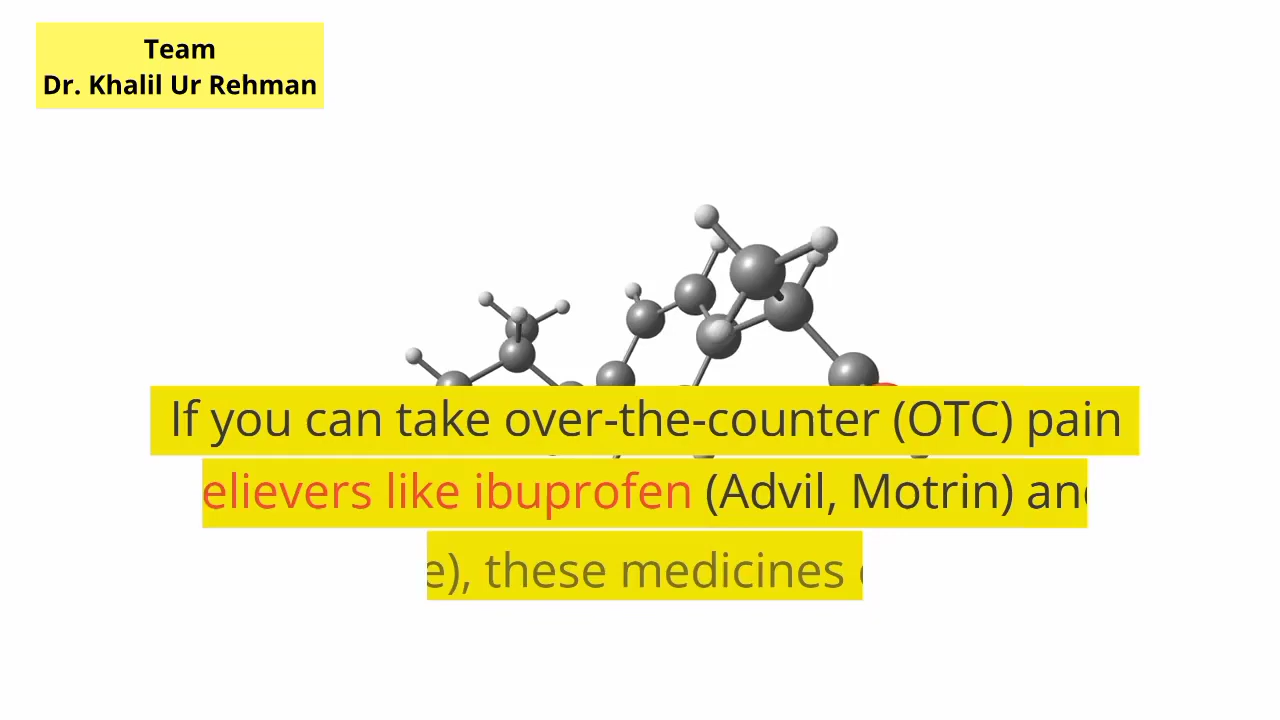 Team
Dr. Khalil Ur Rehman
If you can take over-the-counter (OTC) pain
elievers like ibuprofen (Advil, Motrin) an
e), these medicines